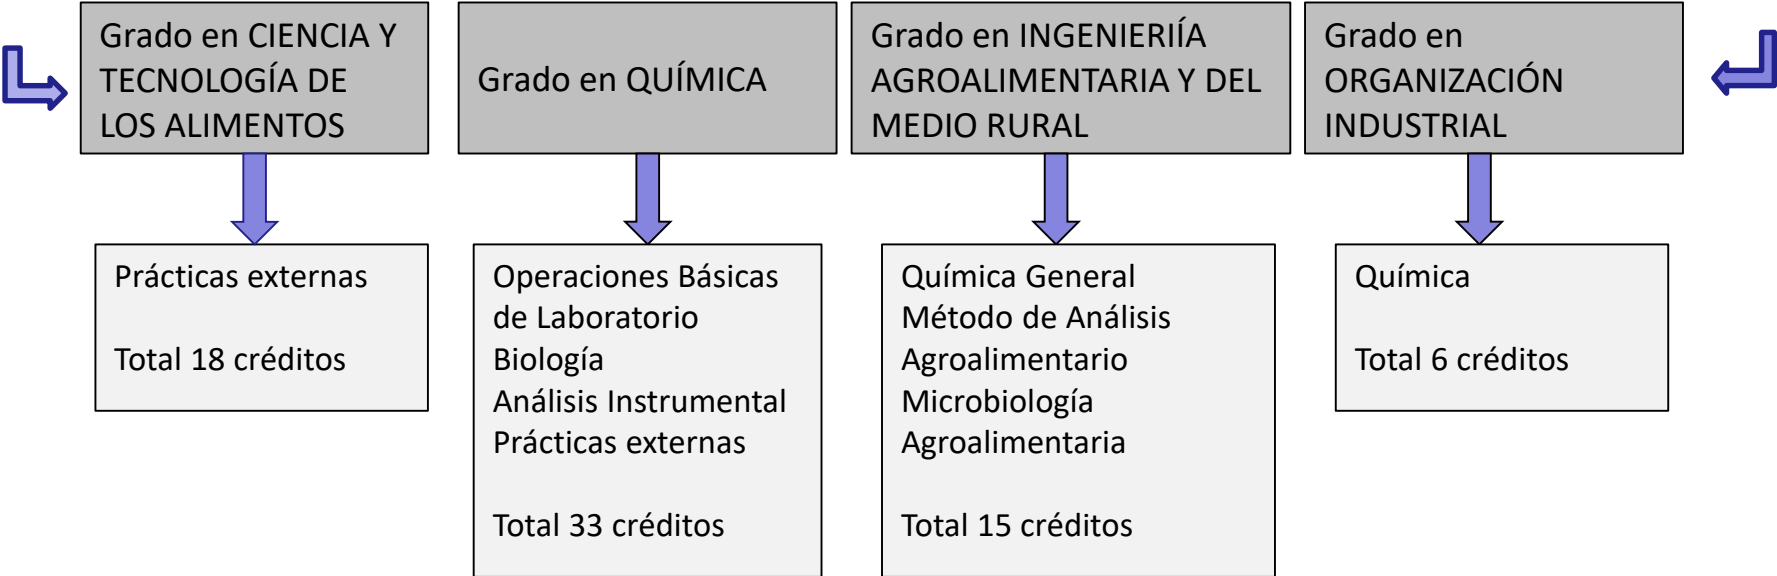 Grado en CIENCIA Y
TECNOLOGÍA DE
LOS ALIMENTOS
Grado en QUÍMICA
Grado en INGENIERIÍA
AGROALIMENTARIA Y DEL
MEDIO RURAL
Grado en
ORGANIZACIÓN
INDUSTRIAL
Prácticas externas
Total 18 créditos
Operaciones Básicas
de Laboratorio
Biología
Análisis Instrumental
Prácticas externas
Total 33 créditos
Química General
Método de Análisis
Agroalimentario
Microbiología
Agroalimentaria
Total 15 créditos
Química
Total 6 créditos